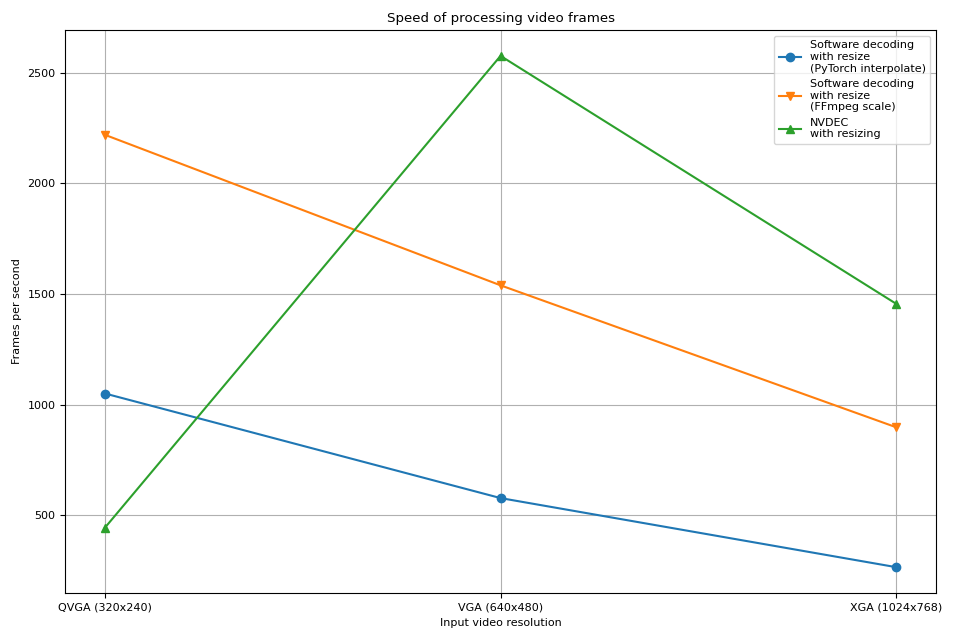 Speed of processing video frames
Software decoding
with resize
(PyTorch interpolate)
Software decoding
with resize
(FFmpeg scale)
NVDEC
with resizing
Frames per second
2500
2000
1500
1000
500
QVGA (320x240)
VGA (640x480)
XGA (1024x768)
Input video resolution